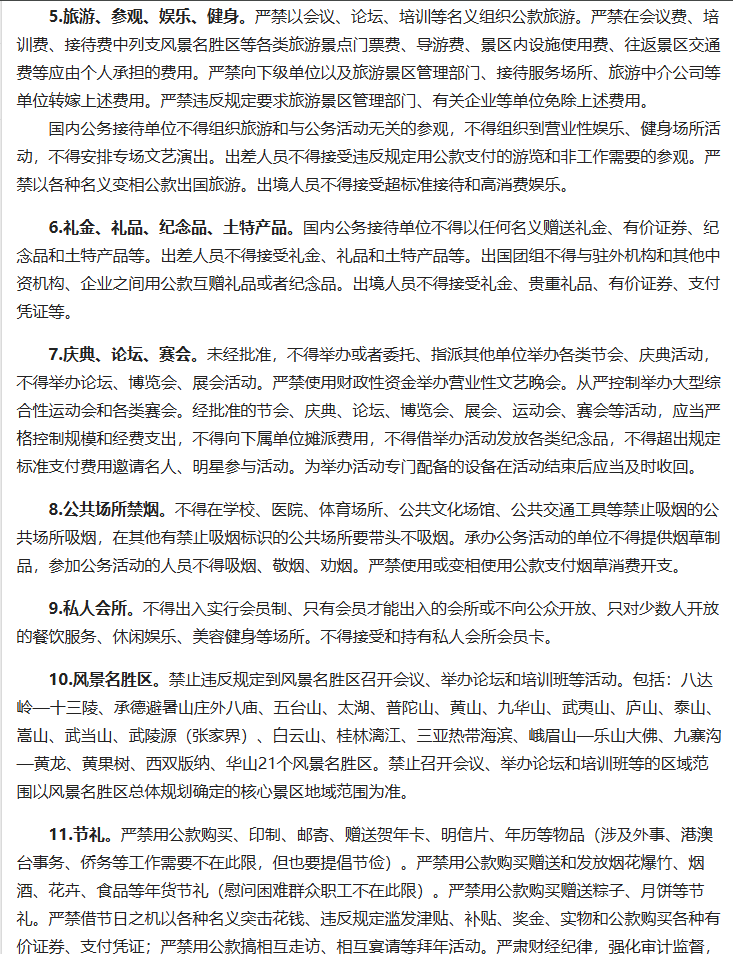 5.旅游、参观、娱乐、健身。严禁以会议、论坛、培训等名义组织公款旅游。严禁在会议费、培
训费、接待费中列支风景名胜区等各类旅游景点门票费、导游费、景区内设施使用费、往返景区交通
费等应由个人承担的费用。严禁向下级单位以及旅游景区管理部门、接待服务场所、旅游中介公司等
单位转嫁上述费用。严禁违反规定要求旅游景区管理部门、有关企业等单位免除上述费用。
国内公务接待单位不得组织旅游和与公务活动无关的参观，不得组织到营业性娱乐、健身场所活
动，不得安排专场文艺演出。出差人员不得接受违反规定用公款支付的游览和非工作需要的参观。严
禁以各种名义变相公款出国旅游。出境人员不得接受超标准接待和高消费娱乐。
6.礼金、礼品、纪念品、土特产品。国内公务接待单位不得以任何名义赠送礼金、有价证券、纪
念品和土特产品等。出差人员不得接受礼金、礼品和土特产品等。出国团组不得与驻外机构和其他中
资机构、企业之间用公款互赠礼品或者纪念品。出境人员不得接受礼金、贵重礼品、有价证券、支付
凭证等。
7.庆典、论坛、赛会。未经批准，不得举办或者委托、指派其他单位举办各类节会、庆典活动，
不得举办论坛、博览会、展会活动。严禁使用财政性资金举办营业性文艺晚会。从严控制举办大型综
合性运动会和各类赛会。经批准的节会、庆典、论坛、博览会、展会、运动会、赛会等活动，应当严
格控制规模和经费支出，不得向下属单位摊派费用，不得借举办活动发放各类纪念品，不得超出规定
标准支付费用邀请名人、明星参与活动。为举办活动专门配备的设备在活动结束后应当及时收回。
8.公共场所禁烟。不得在学校、医院、体育场所、公共文化场馆、公共交通工具等禁止吸烟的公
共场所吸烟，在其他有禁止吸烟标识的公共场所要带头不吸烟。承办公务活动的单位不得提供烟草制
品，参加公务活动的人员不得吸烟、敬烟、劝烟。严禁使用或变相使用公款支付烟草消费开支。
9.私人会所。不得出入实行会员制、只有会员才能出入的会所或不向公众开放、只对少数人开放
的餐饮服务、休闲娱乐、美容健身等场所。不得接受和持有私人会所会员卡。
10.风景名胜区。禁止违反规定到风景名胜区召开会议、举办论坛和培训班等活动。包括：八达
岭—十三陵、承德避暑山庄外八庙、五台山、太湖、普陀山、黄山、九华山、武夷山、庐山、泰山、
嵩山、武当山、武陵源（张家界）、白云山、桂林漓江、三亚热带海滨、峨眉山—乐山大佛、九寨沟
—黄龙、黄果树、西双版纳、华山21个风景名胜区。禁止召开会议、举办论坛和培训班等的区域范
围以风景名胜区总体规划确定的核心景区地域范围为准。
11.节礼。严禁用公款购买、印制、邮寄、赠送贺年卡、明信片、年历等物品（涉及外事、港澳
台事务、侨务等工作需要不在此限，但也要提倡节俭）。严禁用公款购买赠送和发放烟花爆竹、烟
酒、花卉、食品等年货节礼（慰问困难群众职工不在此限）。严禁用公款购买赠送粽子、月饼等节
礼。严禁借节日之机以各种名义突击花钱、违反规定滥发津贴、补贴、奖金、实物和公款购买各种有
价证券、支付凭证；严禁用公款搞相互走访、相互宴请等拜年活动。严肃财经纪律，强化审计监督，